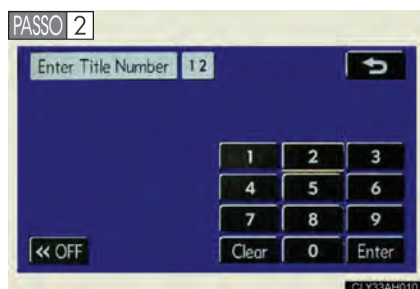 PASSO 2
Enter Title Number 12
1 2 3
4 5 6
7 8 9
<< OFF Clear 0 Enter
CLY33AH010